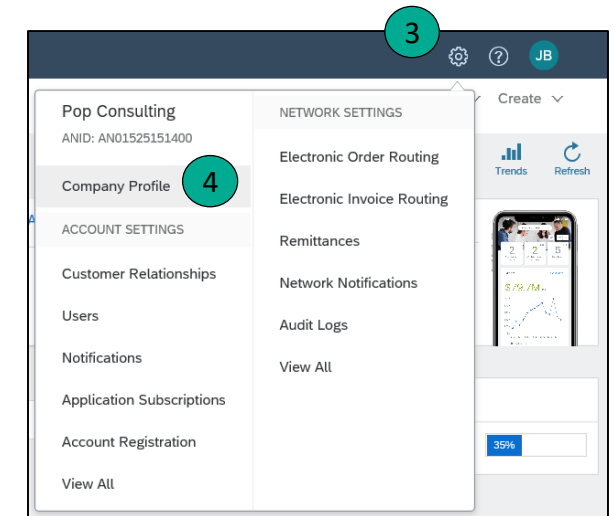 3
JB
Create
Pop Consulting
ANID: AN01525151400
Company Profile
4
ACCOUNT SETTINGS
Customer Relationships
Users
Notifications
Application Subscriptions
Account Registration
View All
NETWORK SETTINGS
Electronic Order Routing
Electronic Invoice Routing
Remittances
Network Notifications
Audit Logs
View All
Trends
Refresh
2
2
35%